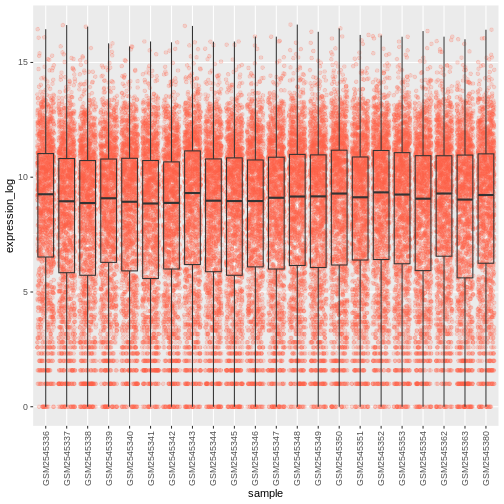 15
10
5
0
expression_log
GSM2545336
GSM2545337
GSM2545338
GSM2545339
GSM2545340
GSM2545341
GSM2545342
GSM2545343
GSM2545344
GSM2545345
GSM2545346
GSM2545347
GSM2545348
GSM2545349
GSM2545350
GSM2545351
GSM2545352
GSM2545353
GSM2545354
GSM2545362
GSM2545363
GSM2545380
sample